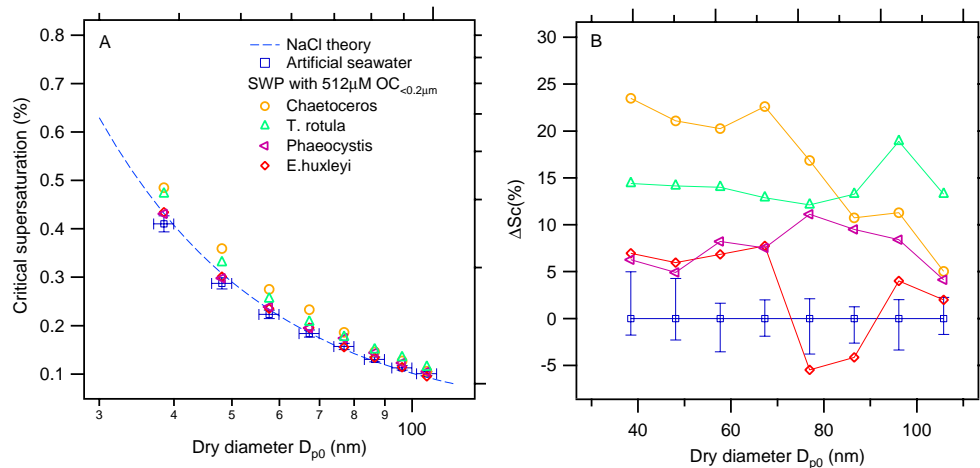 A
0.8
0.7
0.6
0.5
0.4
0.3
0.2
0.1
Critical supersaturation (%)
NaCl theory
Artificial seawater
SWP with 512μM OC<0.2μm
Chaetoceros
T. rotula
Phaeocystis
E.huxleyi
3 4 5 6 7 8 9 100
Dry diameter Dp0 (nm)
B
30
25
20
15
10
5
0
-5
ΔSc(%)
40 60 80 100
Dry diameter Dp0 (nm)